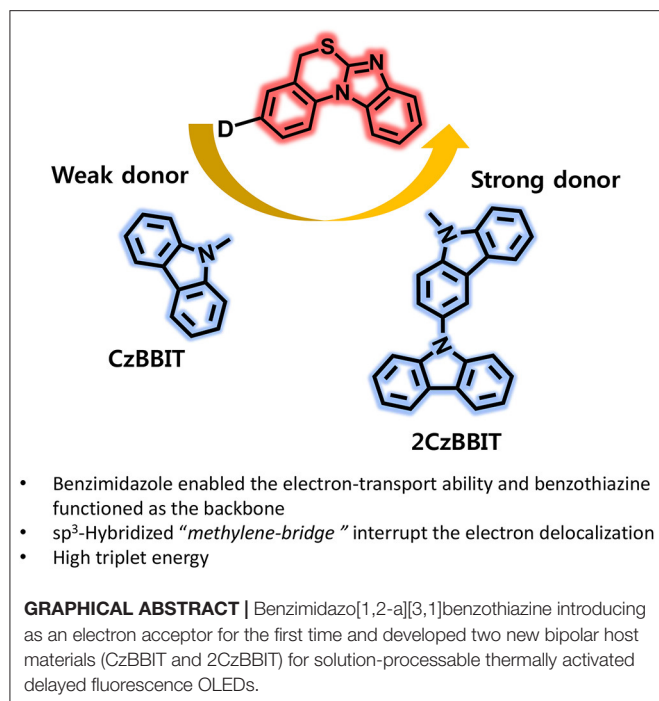 S
N
N
D
Weak donor
Strong donor
N
N
N
CzBBIT
2CzBBIT
• Benzimidazole enabled the electron-transport ability and benzothiazine
functioned as the backbone
• sp³-Hybridized “methylene-bridge ” interrupt the electron delocalization
• High triplet energy
GRAPHICAL ABSTRACT | Benzimidazo[1,2-a][3,1]benzothiazine introducing
as an electron acceptor for the first time and developed two new bipolar host
materials (CzBBIT and 2CzBBIT) for solution-processable thermally activated
delayed fluorescence OLEDs.